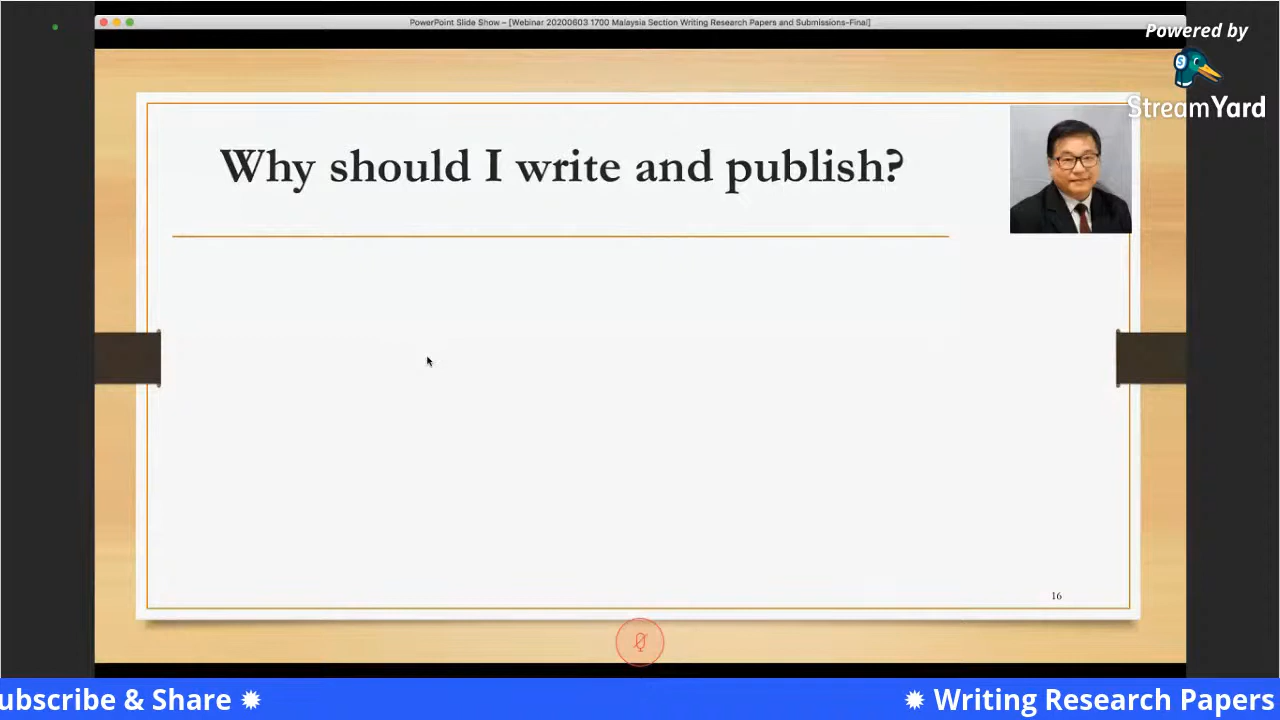 PowerPoint Slide Show – [Webinar 20200603 1700 Malaysia Section Writing Research Papers and Submissions-Final]
Powered by
StreamYard
Why should I write and publish?
16
ubscribe & Share ✹
✹ Writing Research Papers